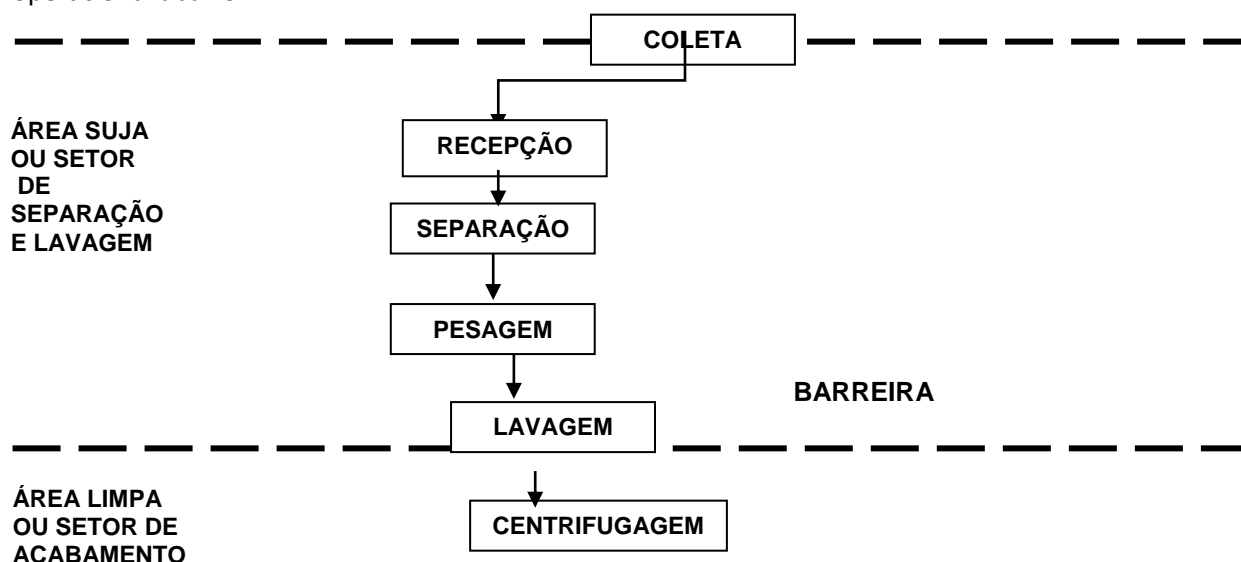 COLETA
ÁREA SUJA
OU SETOR
DE
SEPARAÇÃO
E LAVAGEM
RECEPÇÃO
SEPARAÇÃO
PESAGEM
BARREIRA
LAVAGEM
ÁREA LIMPA
OU SETOR DE
ACABAMENTO
CENTRIFUGAGEM